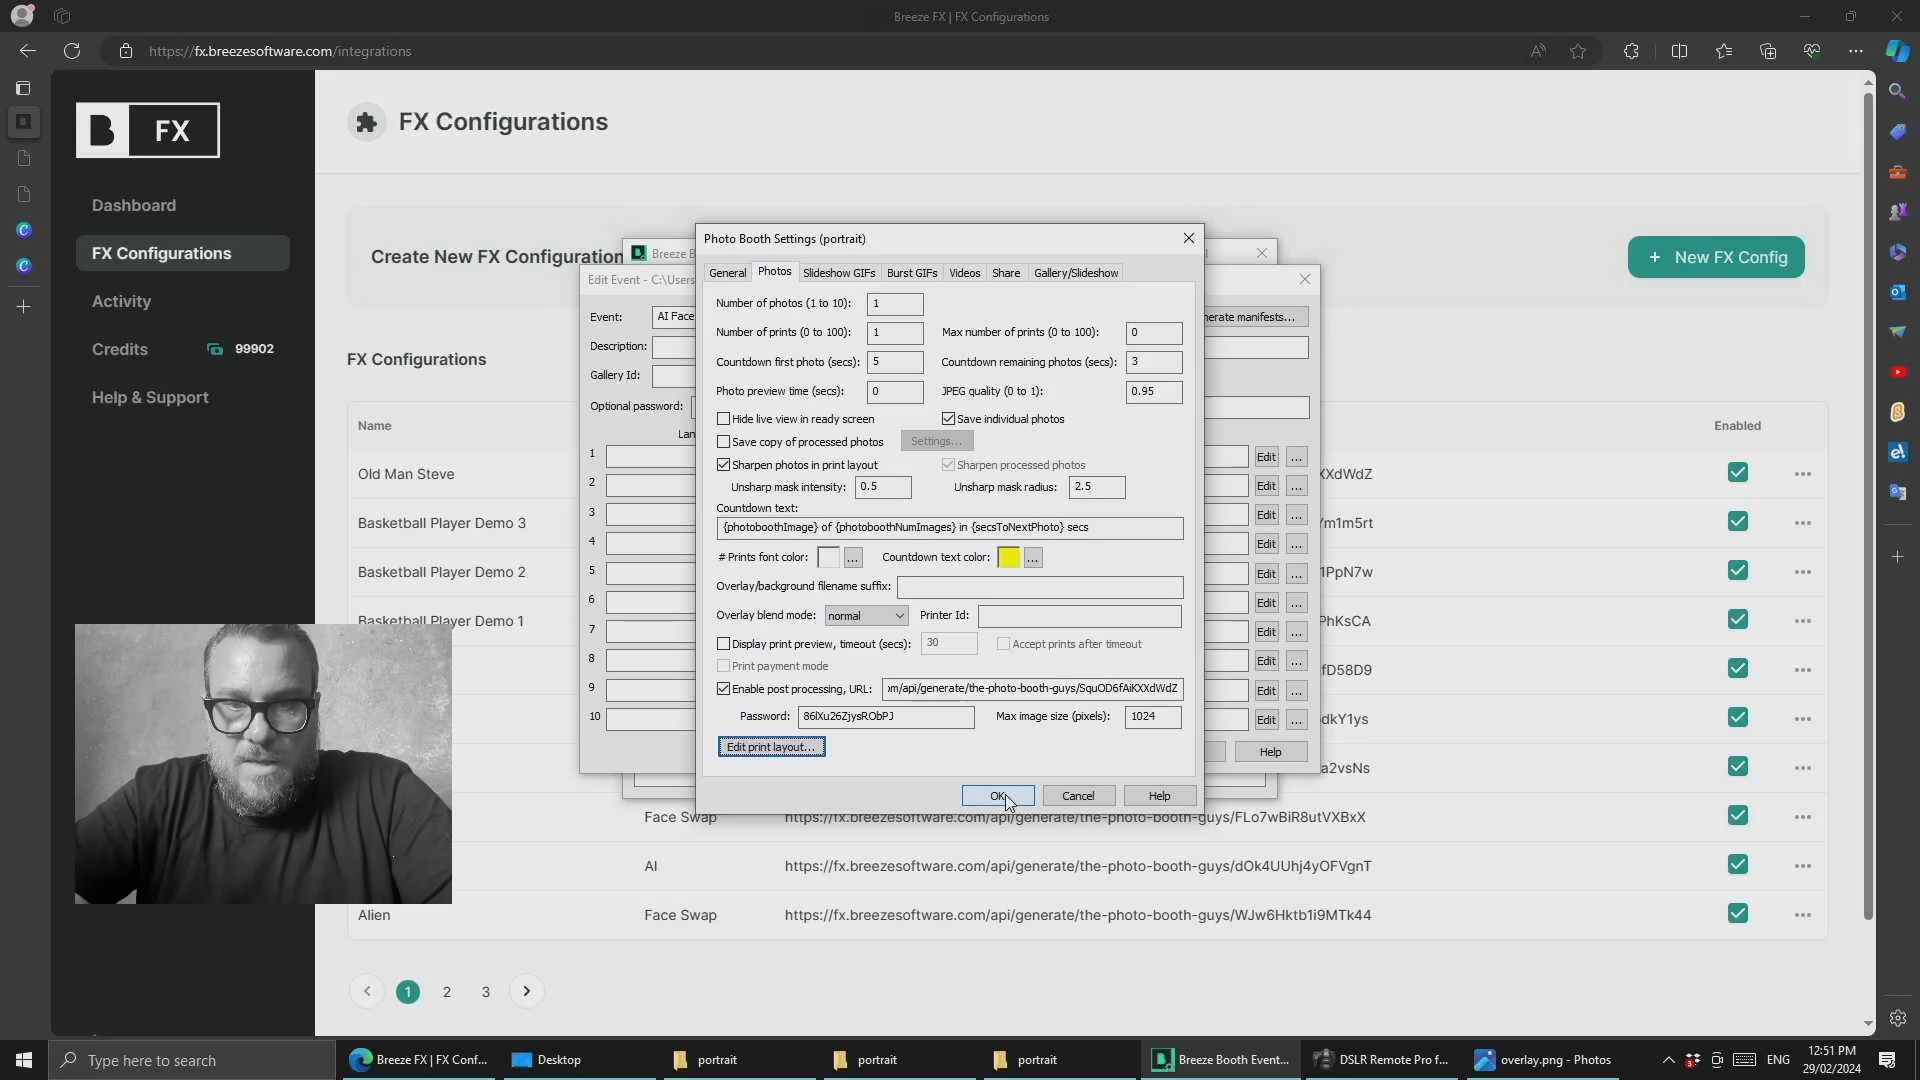 Breeze FX | FX Configurations
https://fx.breezesoftware.com/integrations
B FX
FX Configurations
Dashboard
FX Configurations
Activity
Credits 99902
Help & Support
Create New FX Configuration
+ New FX Config
FX Configurations
Name
Enabled
Old Man Steve
XXdWdZ
Basketball Player Demo 3
/m1m5rt
Basketball Player Demo 2
1PpN7w
Basketball Player Demo 1
PhKsCA
fD58D9
dkY1ys
a2vsNs
Face Swap https://fx.breezesoftware.com/api/generate/the-photo-booth-guys/FLo7wBiR8utVXBxX
AI https://fx.breezesoftware.com/api/generate/the-photo-booth-guys/dOk4UUhj4yOFVgnT
Alien Face Swap https://fx.breezesoftware.com/api/generate/the-photo-booth-guys/WJw6Hktb1i9MTk44
1 2 3
Breeze B
Edit Event - C:\Users
Event: AI Face
nerate manifests...
Description:
Gallery Id:
Optional password:
Lan
1 Edit ...
2 Edit ...
3 Edit ...
4 Edit ...
5 Edit ...
6 Edit ...
7 Edit ...
8 Edit ...
9 Edit ...
10 Edit ...
Help
Photo Booth Settings (portrait)
General Photos Slideshow GIFs Burst GIFs Videos Share Gallery/Slideshow
Number of photos (1 to 10): 1
Number of prints (0 to 100): 1 Max number of prints (0 to 100): 0
Countdown first photo (secs): 5 Countdown remaining photos (secs): 3
Photo preview time (secs): 0 JPEG quality (0 to 1): 0.95
Hide live view in ready screen Save individual photos
Save copy of processed photos Settings...
Sharpen photos in print layout Sharpen processed photos
Unsharp mask intensity: 0.5 Unsharp mask radius: 2.5
Countdown text:
{photoboothImage} of {photoboothNumImages} in {secsToNextPhoto} secs
# Prints font color: ... Countdown text color: ...
Overlay/background filename suffix:
Overlay blend mode: normal Printer Id:
Display print preview, timeout (secs): 30 Accept prints after timeout
Print payment mode
Enable post processing, URL: om/api/generate/the-photo-booth-guys/SquOD6fAiKXXdWdZ
Password: 86lXu26ZjysRObPJ Max image size (pixels): 1024
Edit print layout...
OK Cancel Help
Type here to search
Breeze FX | FX Conf...
Desktop
portrait
portrait
portrait
Breeze Booth Event...
DSLR Remote Pro f...
overlay.png - Photos
ENG
12:51 PM
29/02/2024